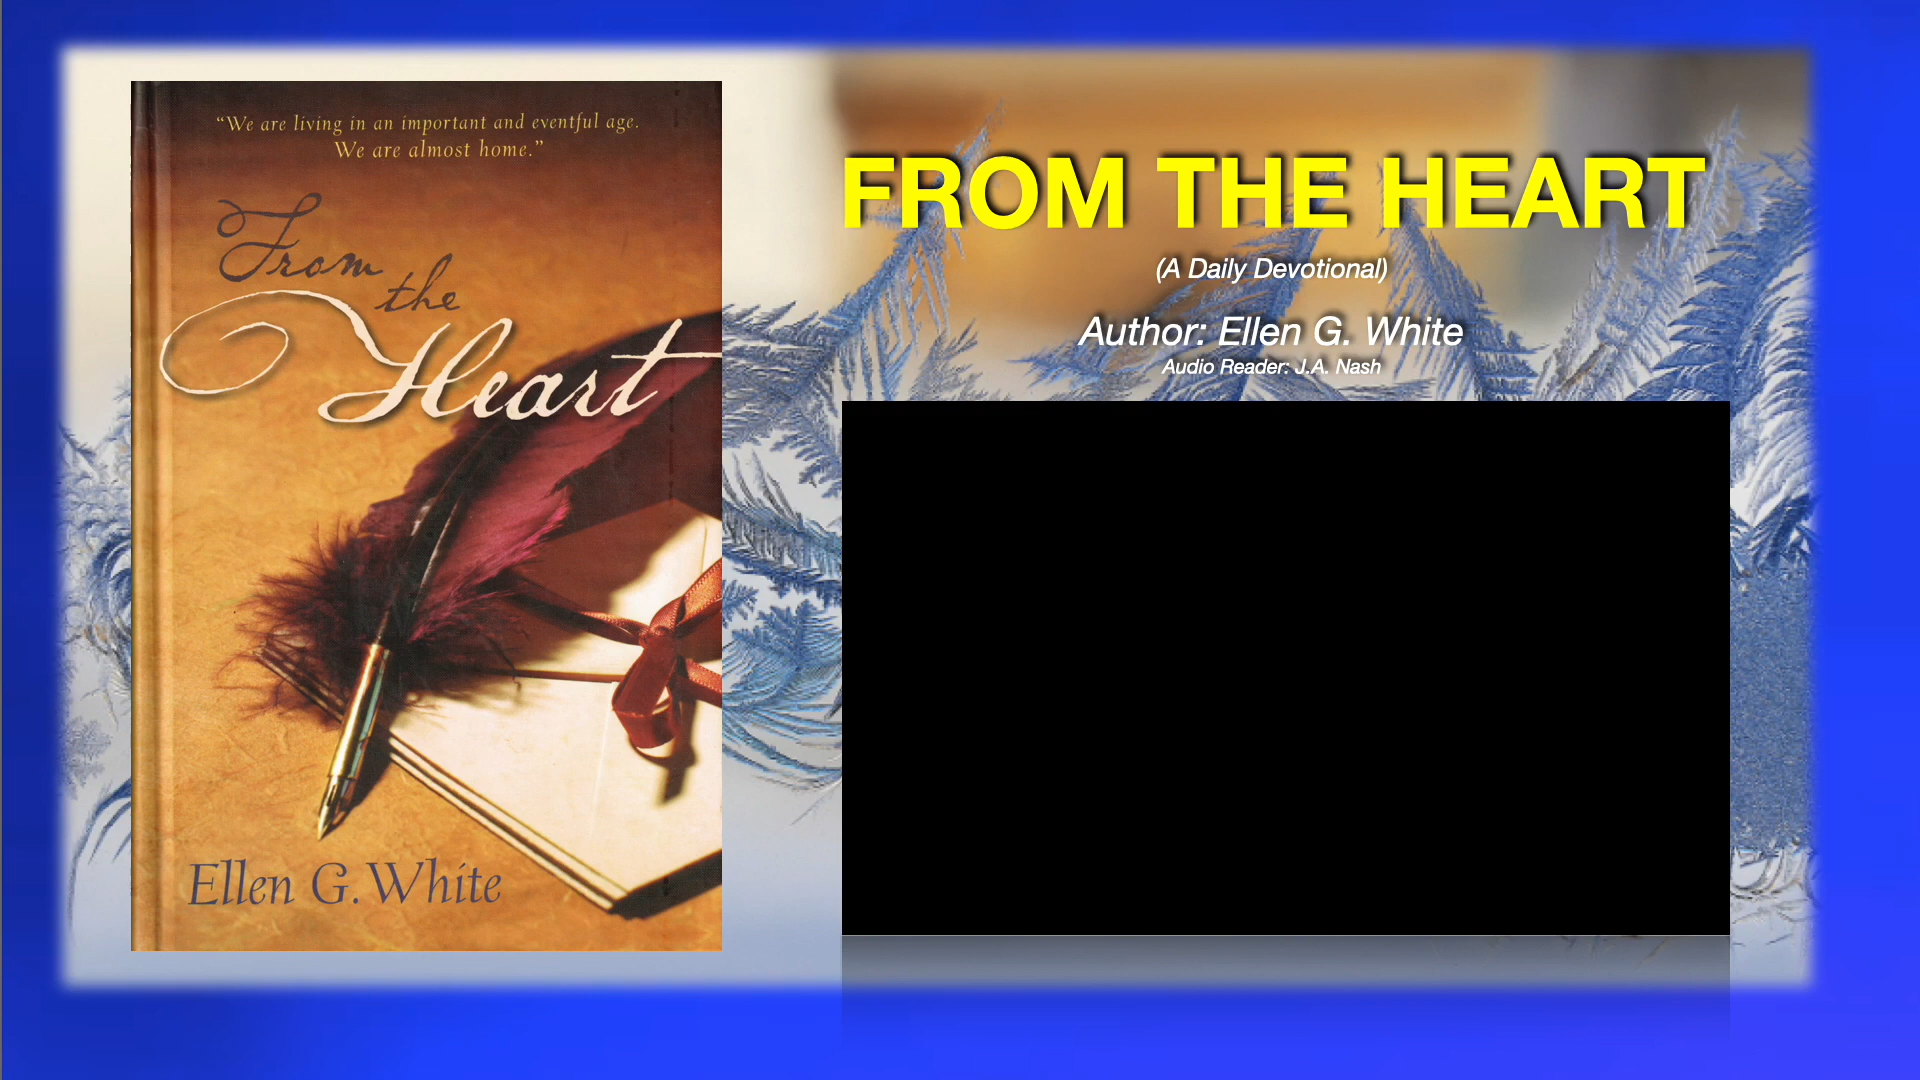 “We are living in an important and eventful age.
We are almost home.”
From
the
Heart
Ellen G. White
FROM THE HEART
(A Daily Devotional)
Author: Ellen G. White
Audio Reader: J.A. Nash